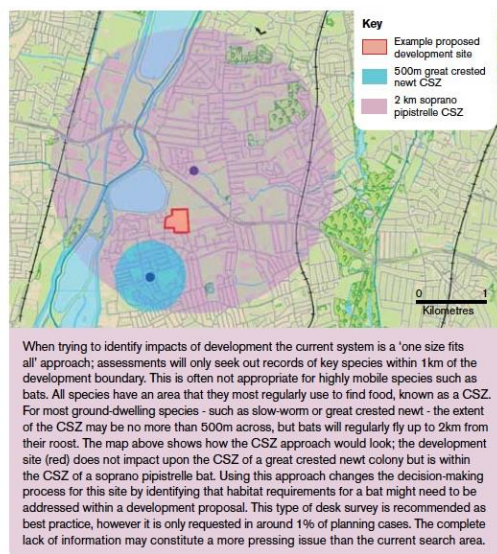 Key
Example proposed
development site
500m great crested
newt CSZ
2 km soprano
pipistrelle CSZ
0 1
Kilometres
When trying to identify impacts of development the current system is a 'one size fits
all' approach; assessments will only seek out records of key species within 1km of the
development boundary. This is often not appropriate for highly mobile species such as
bats. All species have an area that they most regularly use to find food, known as a CSZ.
For most ground-dwelling species - such as slow-worm or great crested newt - the extent
of the CSZ may be no more than 500m across, but bats will regularly fly up to 2km from
their roost. The map above shows how the CSZ approach would look; the development
site (red) does not impact upon the CSZ of a great crested newt colony but is within
the CSZ of a soprano pipistrelle bat. Using this approach changes the decision-making
process for this site by identifying that habitat requirements for a bat might need to be
addressed within a development proposal. This type of desk survey is recommended as
best practice, however it is only requested in around 1% of planning cases. The complete
lack of information may constitute a more pressing issue than the current search area.